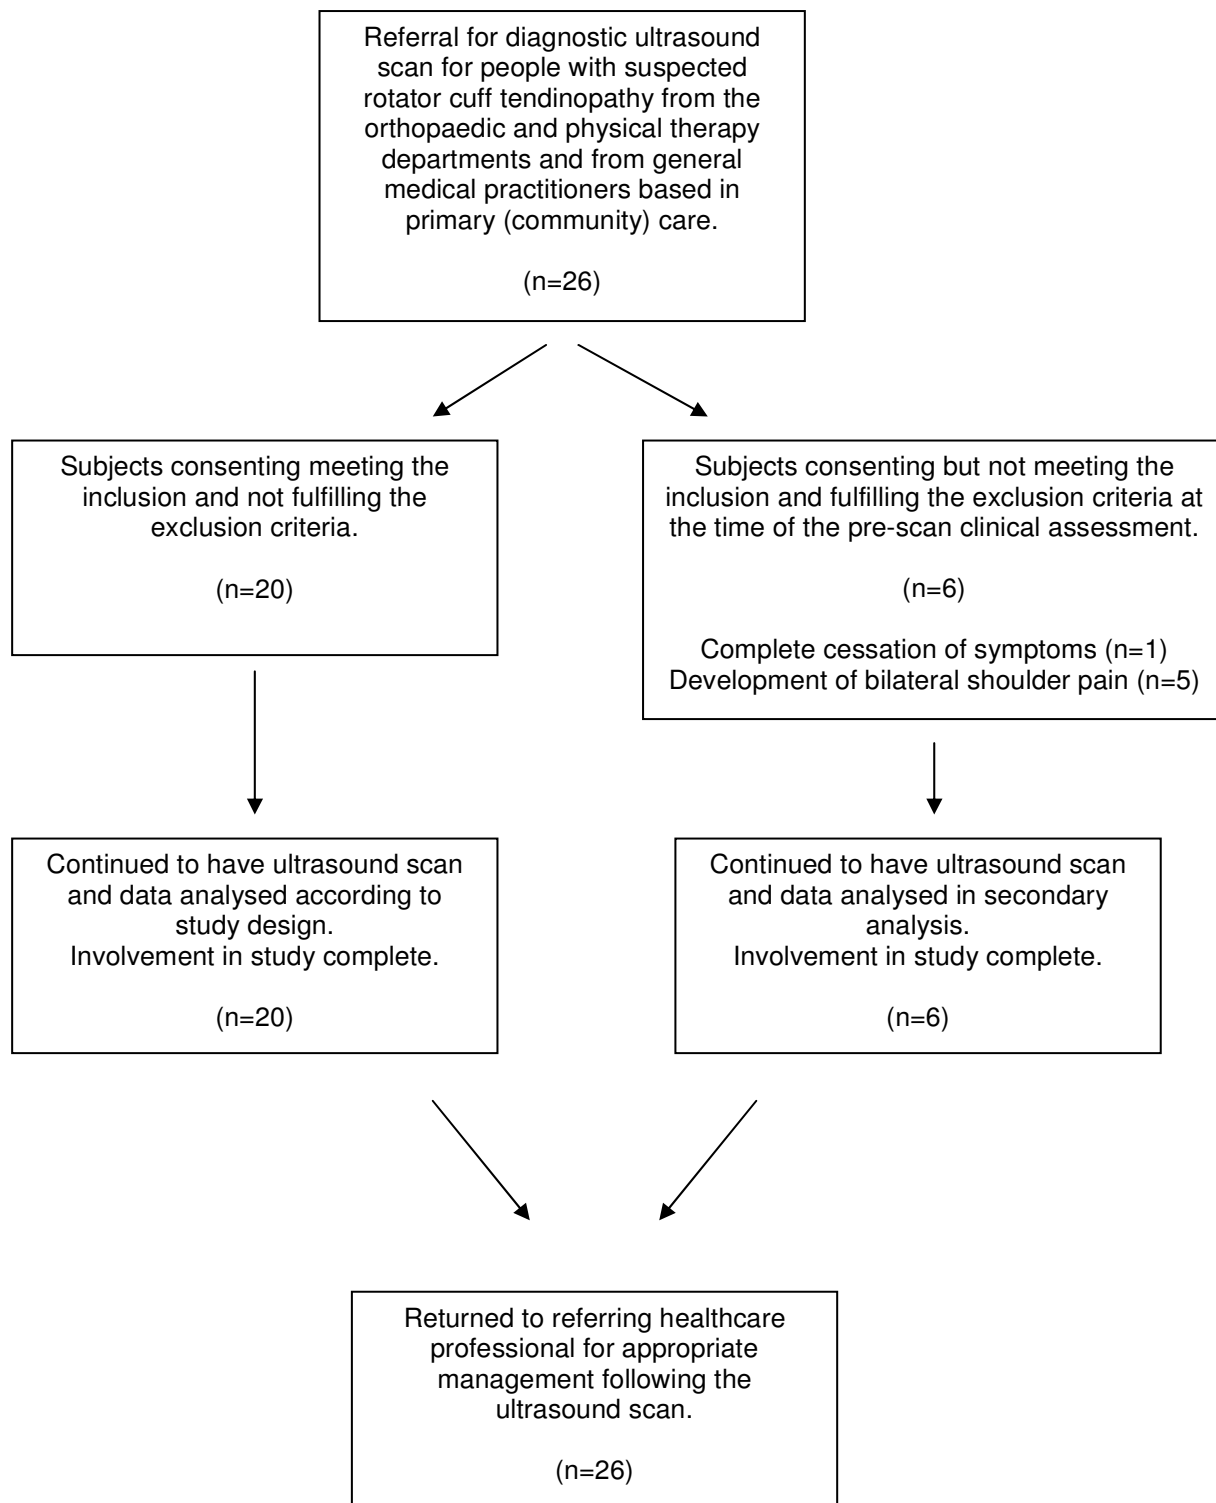 Referral for diagnostic ultrasound
scan for people with suspected
rotator cuff tendinopathy from the
orthopaedic and physical therapy
departments and from general
medical practitioners based in
primary (community) care.
(n=26)
Subjects consenting meeting the
inclusion and not fulfilling the
exclusion criteria.
(n=20)
Subjects consenting but not meeting the
inclusion and fulfilling the exclusion criteria at
the time of the pre-scan clinical assessment.
(n=6)
Complete cessation of symptoms (n=1)
Development of bilateral shoulder pain (n=5)
Continued to have ultrasound scan
and data analysed according to
study design.
Involvement in study complete.
(n=20)
Continued to have ultrasound scan
and data analysed in secondary
analysis.
Involvement in study complete.
(n=6)
Returned to referring healthcare
professional for appropriate
management following the
ultrasound scan.
(n=26)